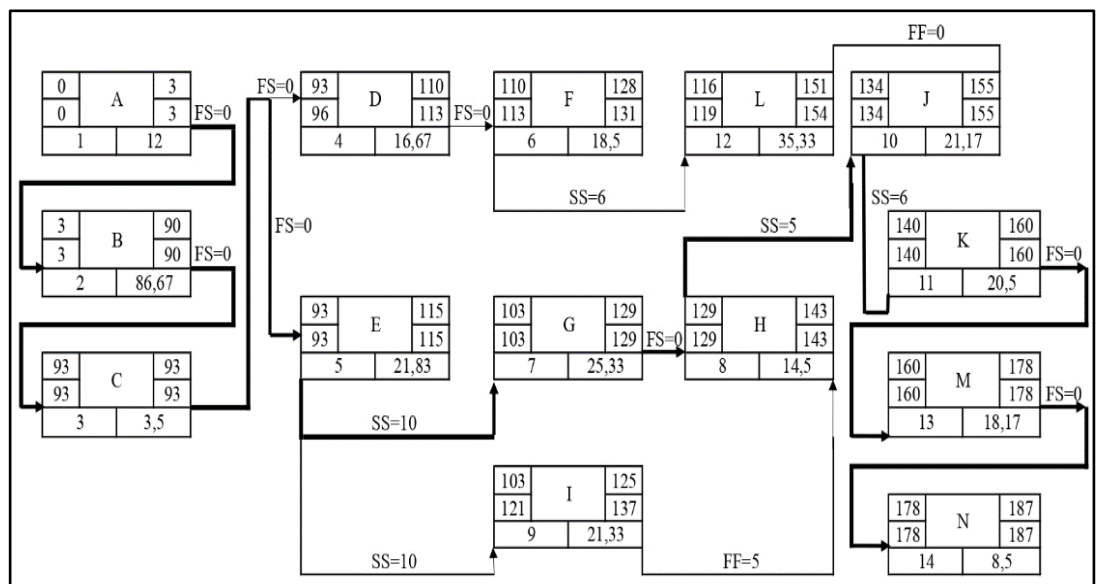 FF=0
0 A 3
0 3
1 12
FS=0
FS=0
93 D 110
96 113
4 16,67
FS=0
110 F 128
113 131
6 18,5
116 L 151
119 154
12 35,33
134 J 155
134 155
10 21,17
SS=6
SS=6
3 B 90
3 90
2 86,67
FS=0
FS=0
SS=5
140 K 160
140 160
11 20,5
FS=0
93 E 115
93 115
5 21,83
103 G 129
103 129
7 25,33
FS=0
129 H 143
129 143
8 14,5
93 C 93
93 93
3 3,5
160 M 178
160 178
13 18,17
FS=0
SS=10
103 I 125
121 137
9 21,33
178 N 187
178 187
14 8,5
SS=10
FF=5